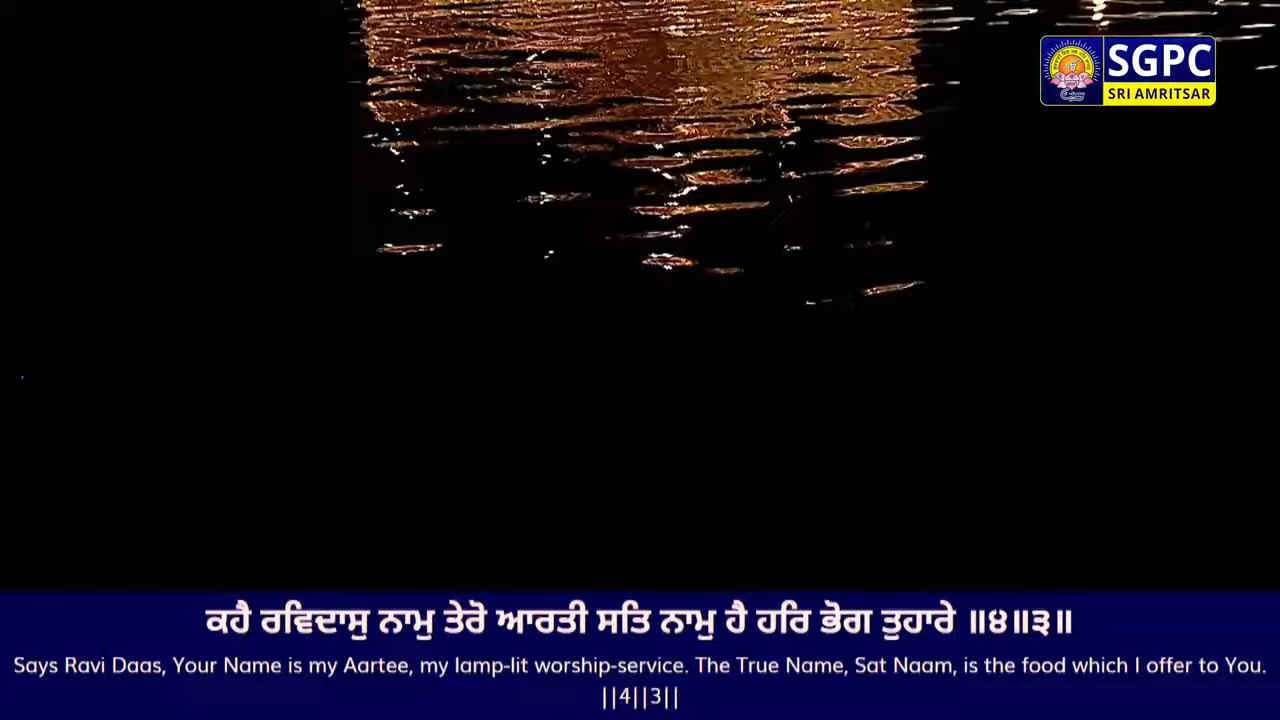 SGPC
SRI AMRITSAR
ਕਹੈ ਰਵਿਦਾਸੁ ਨਾਮੁ ਤੇਰੋ ਆਰਤੀ ਸਤਿ ਨਾਮੁ ਹੈ ਹਰਿ ਭੋਗ ਤੁਹਾਰੇ ॥੪॥੩॥
Says Ravi Daas, Your Name is my Aartee, my lamp-lit worship-service. The True Name, Sat Naam, is the food which I offer to You.
||4||3||